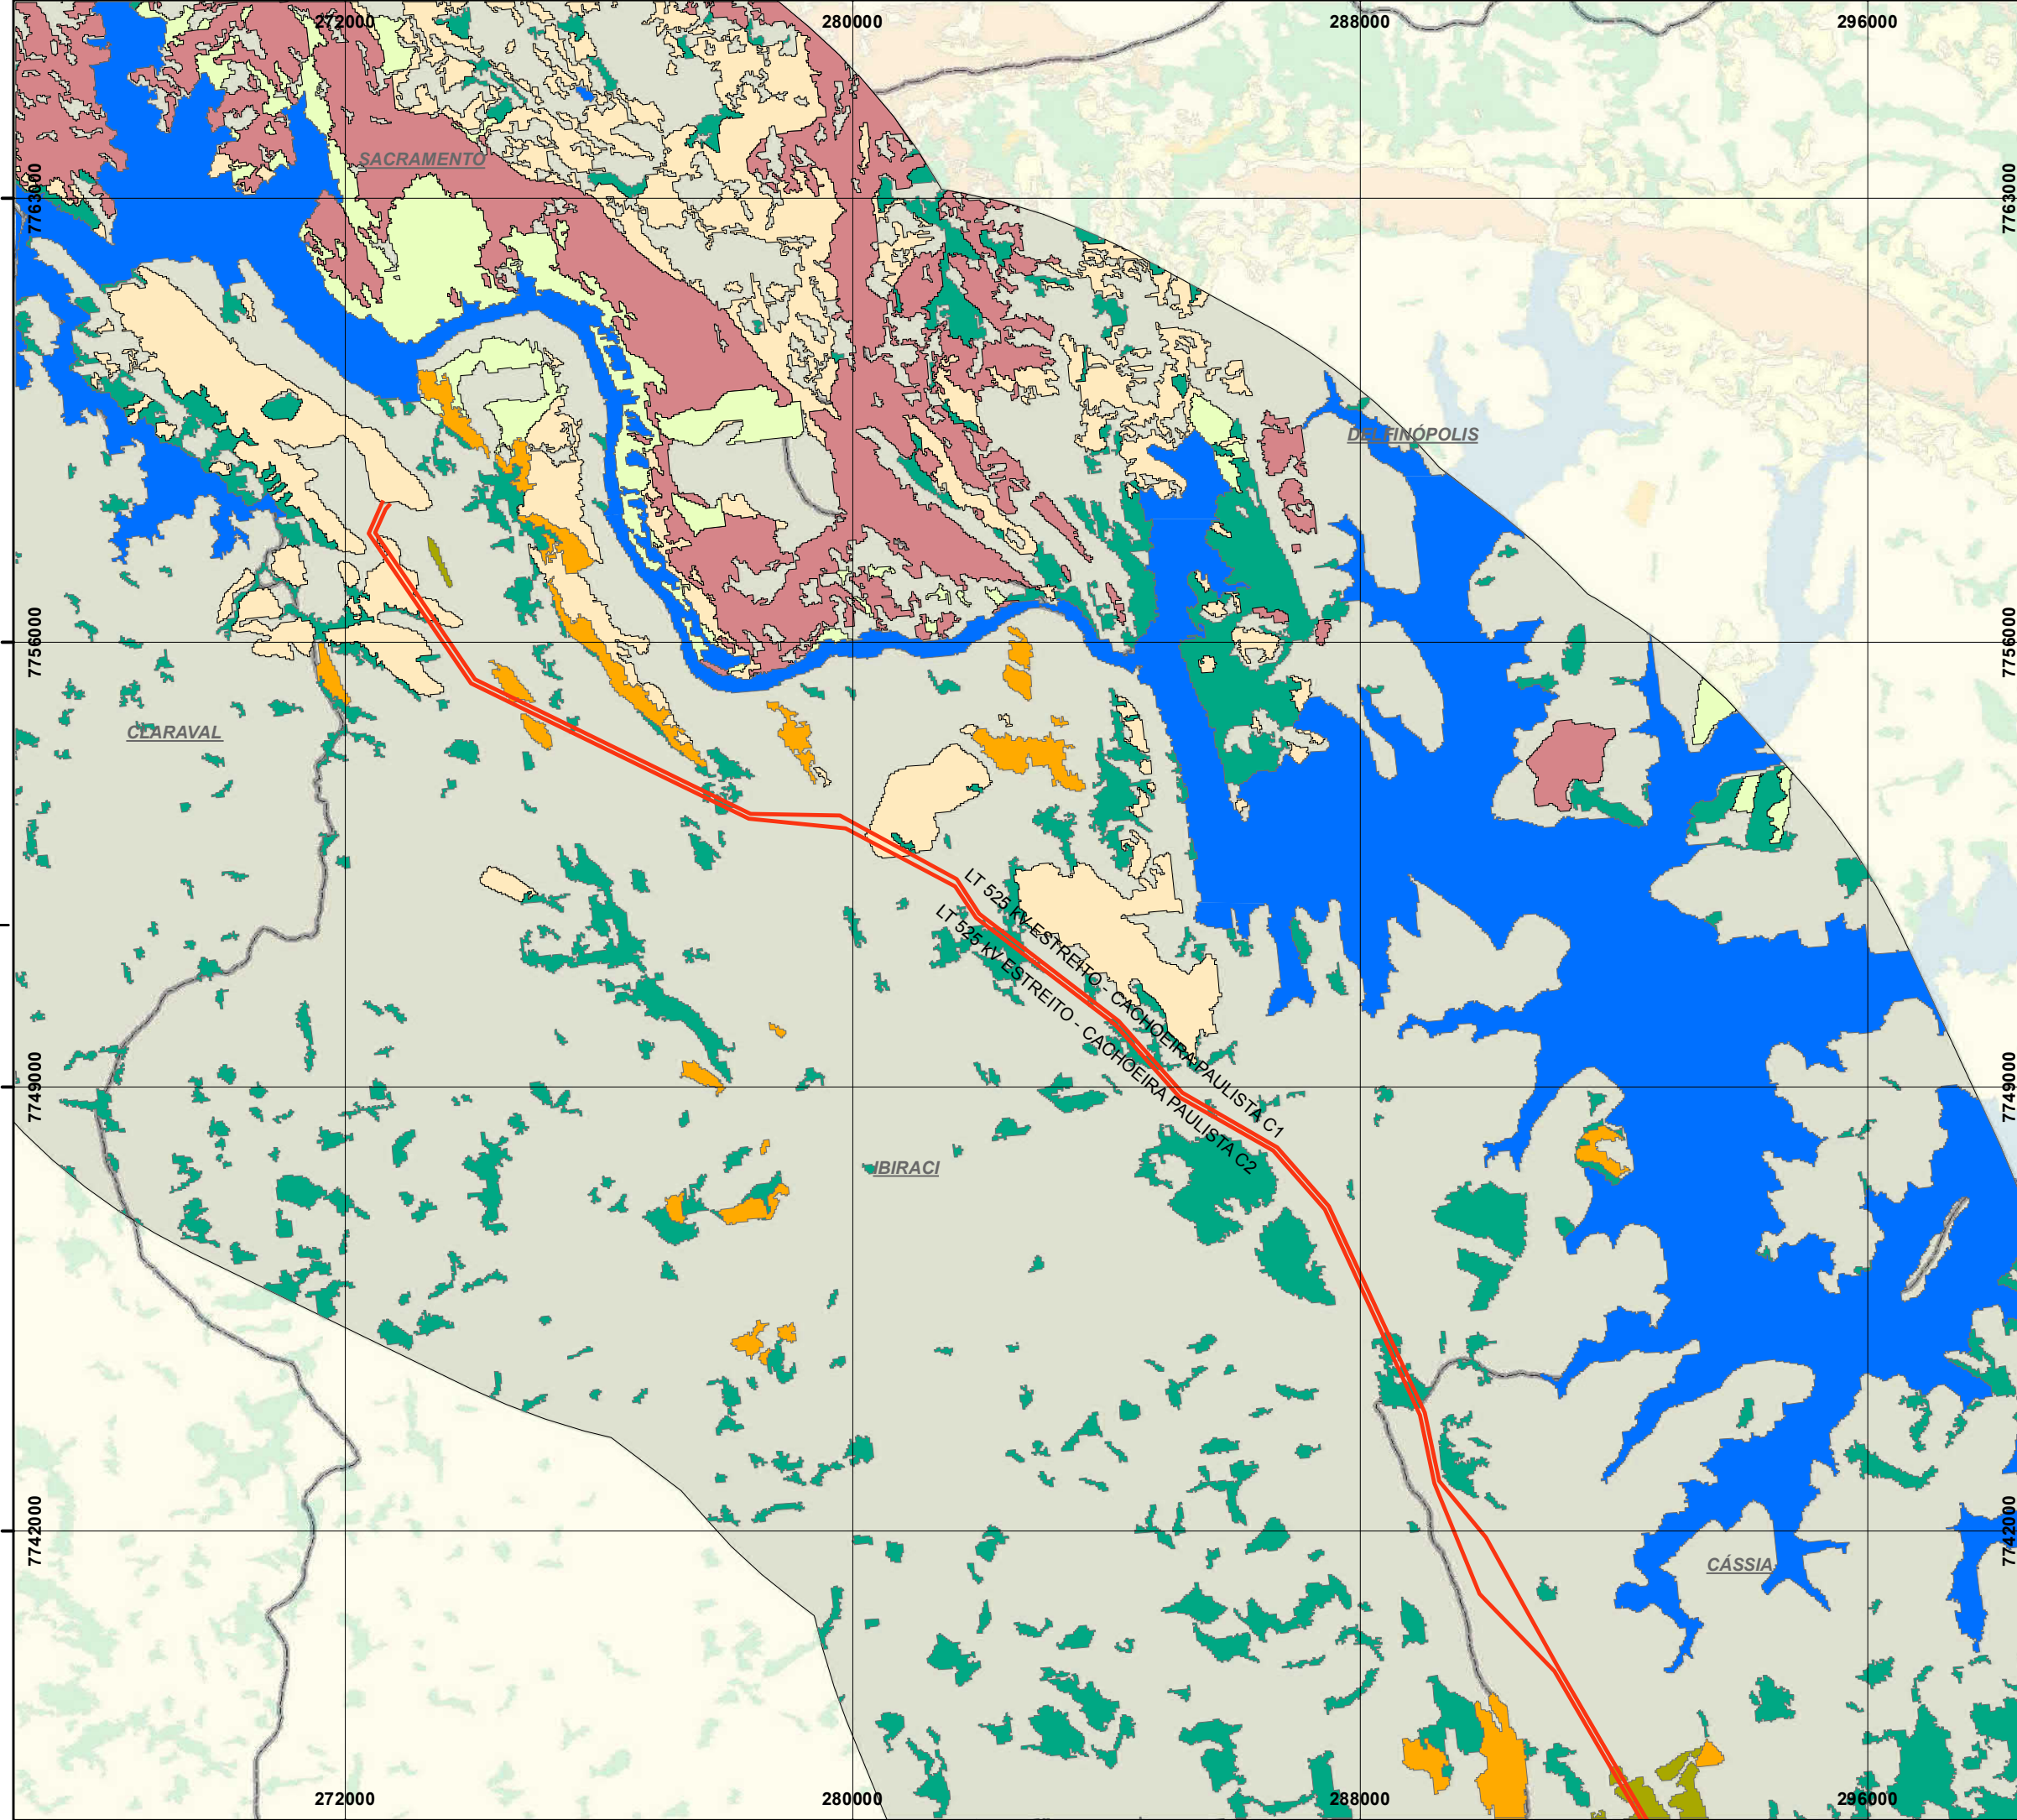 272000
280000
288000
296000
SACRAMENTO
7763000
7763000
DELFINÓPOLIS
7756000
7756000
CLARAVAL
LT 525 kV ESTREITO - CACHOEIRA PAULISTA C1
LT 525 kV ESTREITO - CACHOEIRA PAULISTA C2
7749000
7749000
IBIRACI
7742000
7742000
CÁSSIA
272000
280000
288000
296000